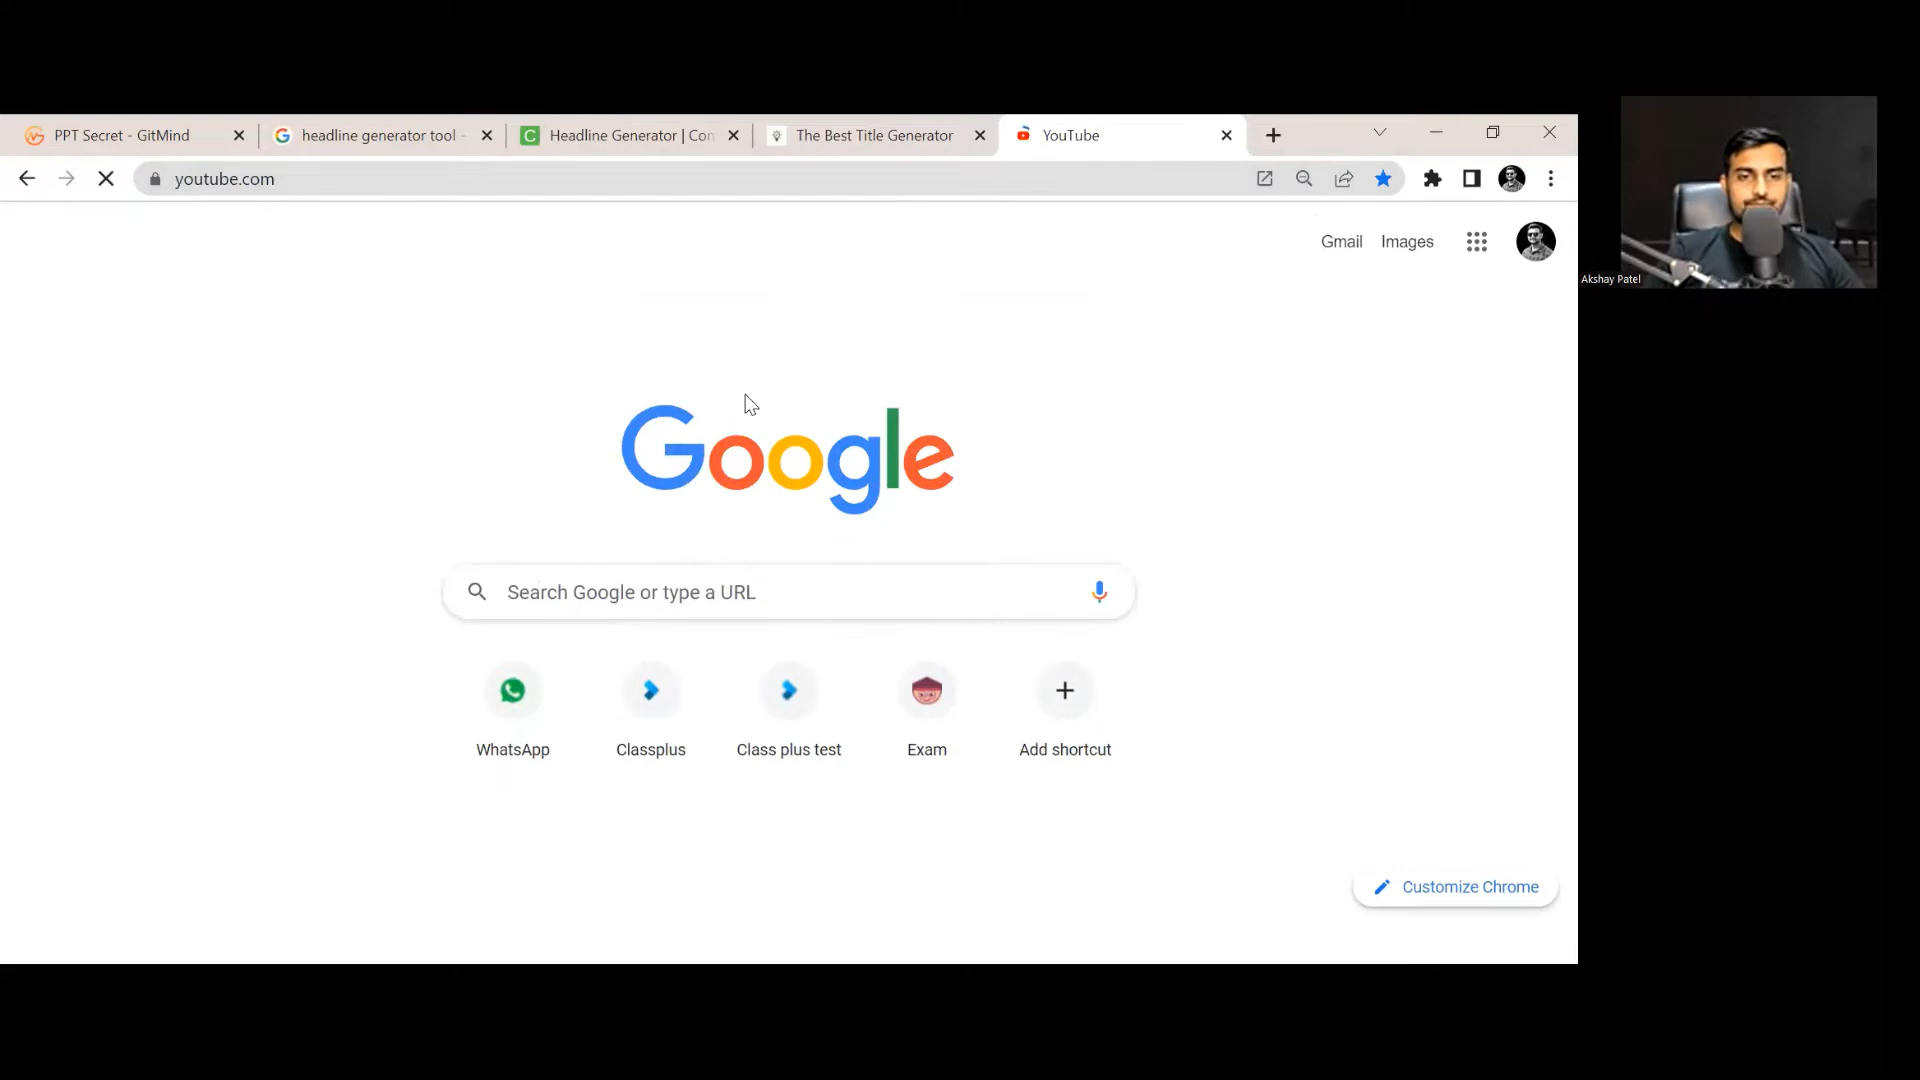 PPT Secret - GitMind
headline generator tool -
Headline Generator | Con
The Best Title Generator
YouTube
youtube.com
Gmail
Images
Akshay Patel
Google
Search Google or type a URL
WhatsApp
Classplus
Class plus test
Exam
Add shortcut
Customize Chrome